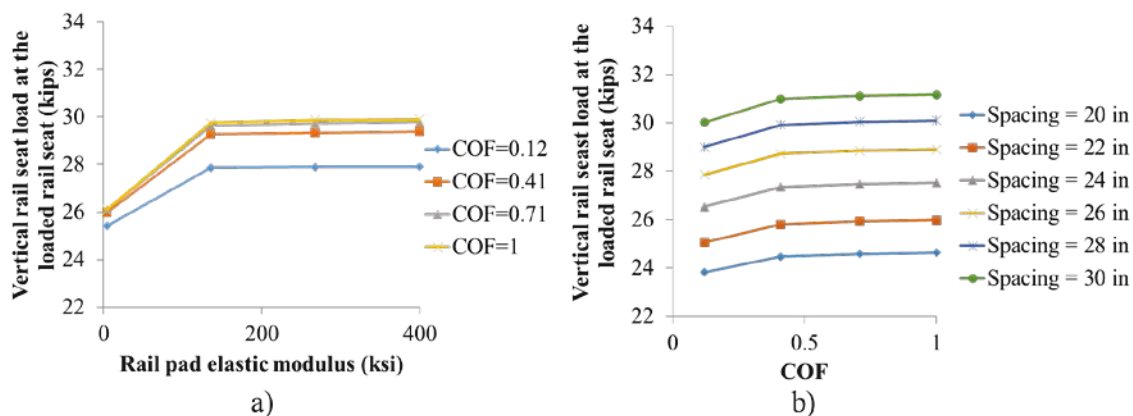 34
32
30
28
26
24
22
0
200
400
Vertical rail seat load at the
loaded rail seat (kips)
Rail pad elastic modulus (ksi)
COF=0.12
COF=0.41
COF=0.71
COF=1
a)
34
32
30
28
26
24
22
0
0.5
1
Vertical rail seast load at the
loaded rail seat (kips)
COF
Spacing = 20 in
Spacing = 22 in
Spacing = 24 in
Spacing = 26 in
Spacing = 28 in
Spacing = 30 in
b)